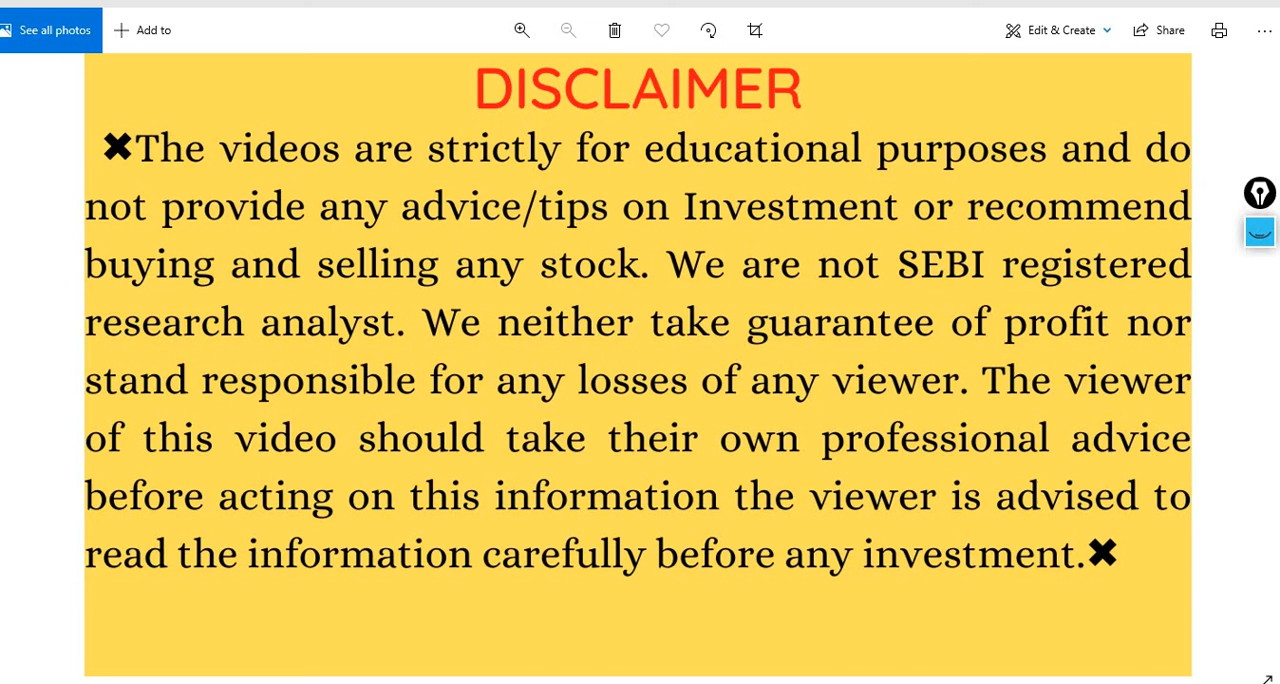 See all photos
Add to
Edit & Create
Share
DISCLAIMER
✖The videos are strictly for educational purposes and do
not provide any advice/tips on Investment or recommend
buying and selling any stock. We are not SEBI registered
research analyst. We neither take guarantee of profit nor
stand responsible for any losses of any viewer. The viewer
of this video should take their own professional advice
before acting on this information the viewer is advised to
read the information carefully before any investment.✖